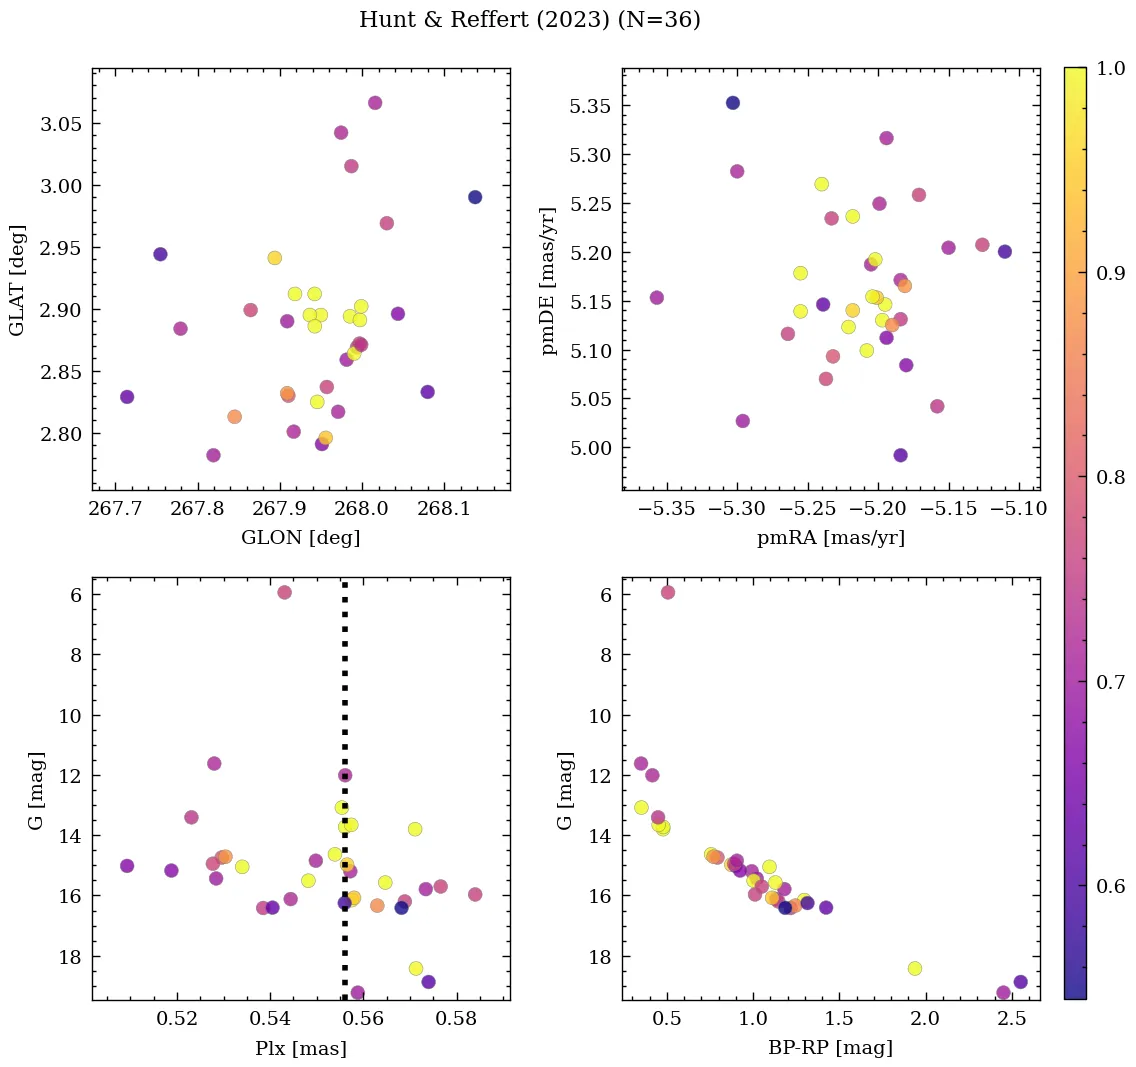 Hunt & Reffert (2023) (N=36)
GLAT [deg]
3.05
3.00
2.95
2.90
2.85
2.80
267.7 267.8 267.9 268.0 268.1
GLON [deg]
pmDE [mas/yr]
5.35
5.30
5.25
5.20
5.15
5.10
5.05
5.00
−5.35 −5.30 −5.25 −5.20 −5.15 −5.10
pmRA [mas/yr]
1.0
0.9
0.8
0.7
0.6
G [mag]
6
8
10
12
14
16
18
0.52 0.54 0.56 0.58
Plx [mas]
G [mag]
6
8
10
12
14
16
18
0.5 1.0 1.5 2.0 2.5
BP-RP [mag]